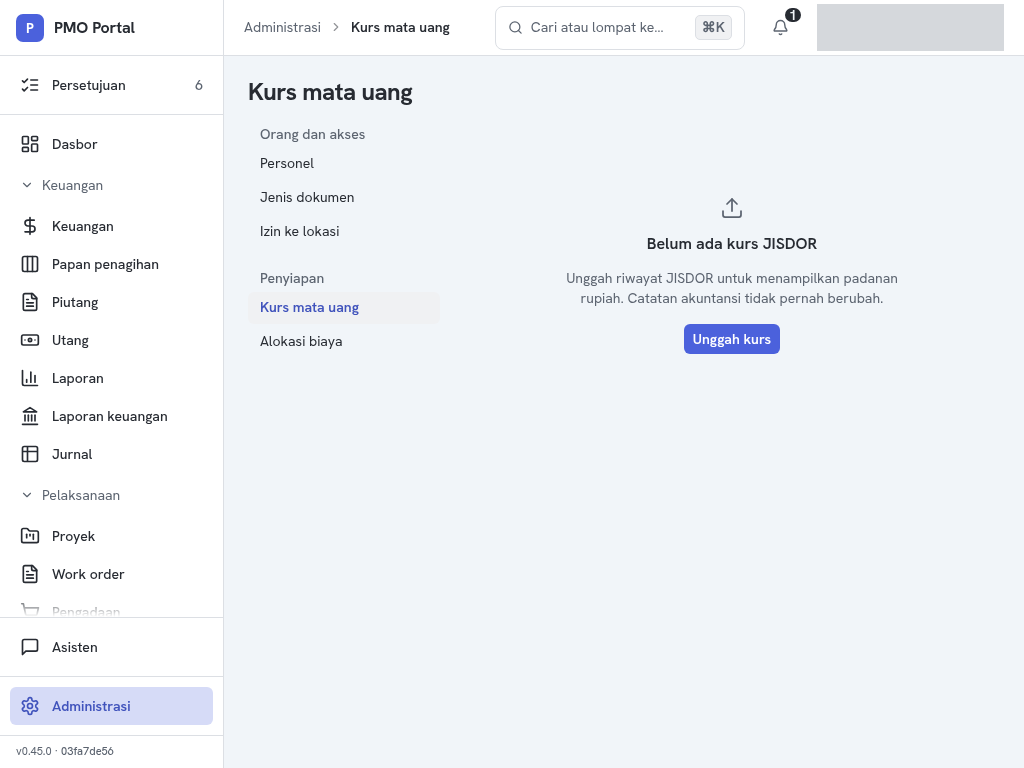 P PMO Portal
Administrasi > Kurs mata uang
Cari atau lompat ke... ⌘K
1
Persetujuan 6
Dasbor
Keuangan
Keuangan
Papan penagihan
Piutang
Utang
Laporan
Laporan keuangan
Jurnal
Pelaksanaan
Proyek
Work order
Pengadaan
Asisten
Administrasi
v0.45.0 · 03fa7de56
Kurs mata uang
Orang dan akses
Personel
Jenis dokumen
Izin ke lokasi
Penyiapan
Kurs mata uang
Alokasi biaya
Belum ada kurs JISDOR
Unggah riwayat JISDOR untuk menampilkan padanan
rupiah. Catatan akuntansi tidak pernah berubah.
Unggah kurs